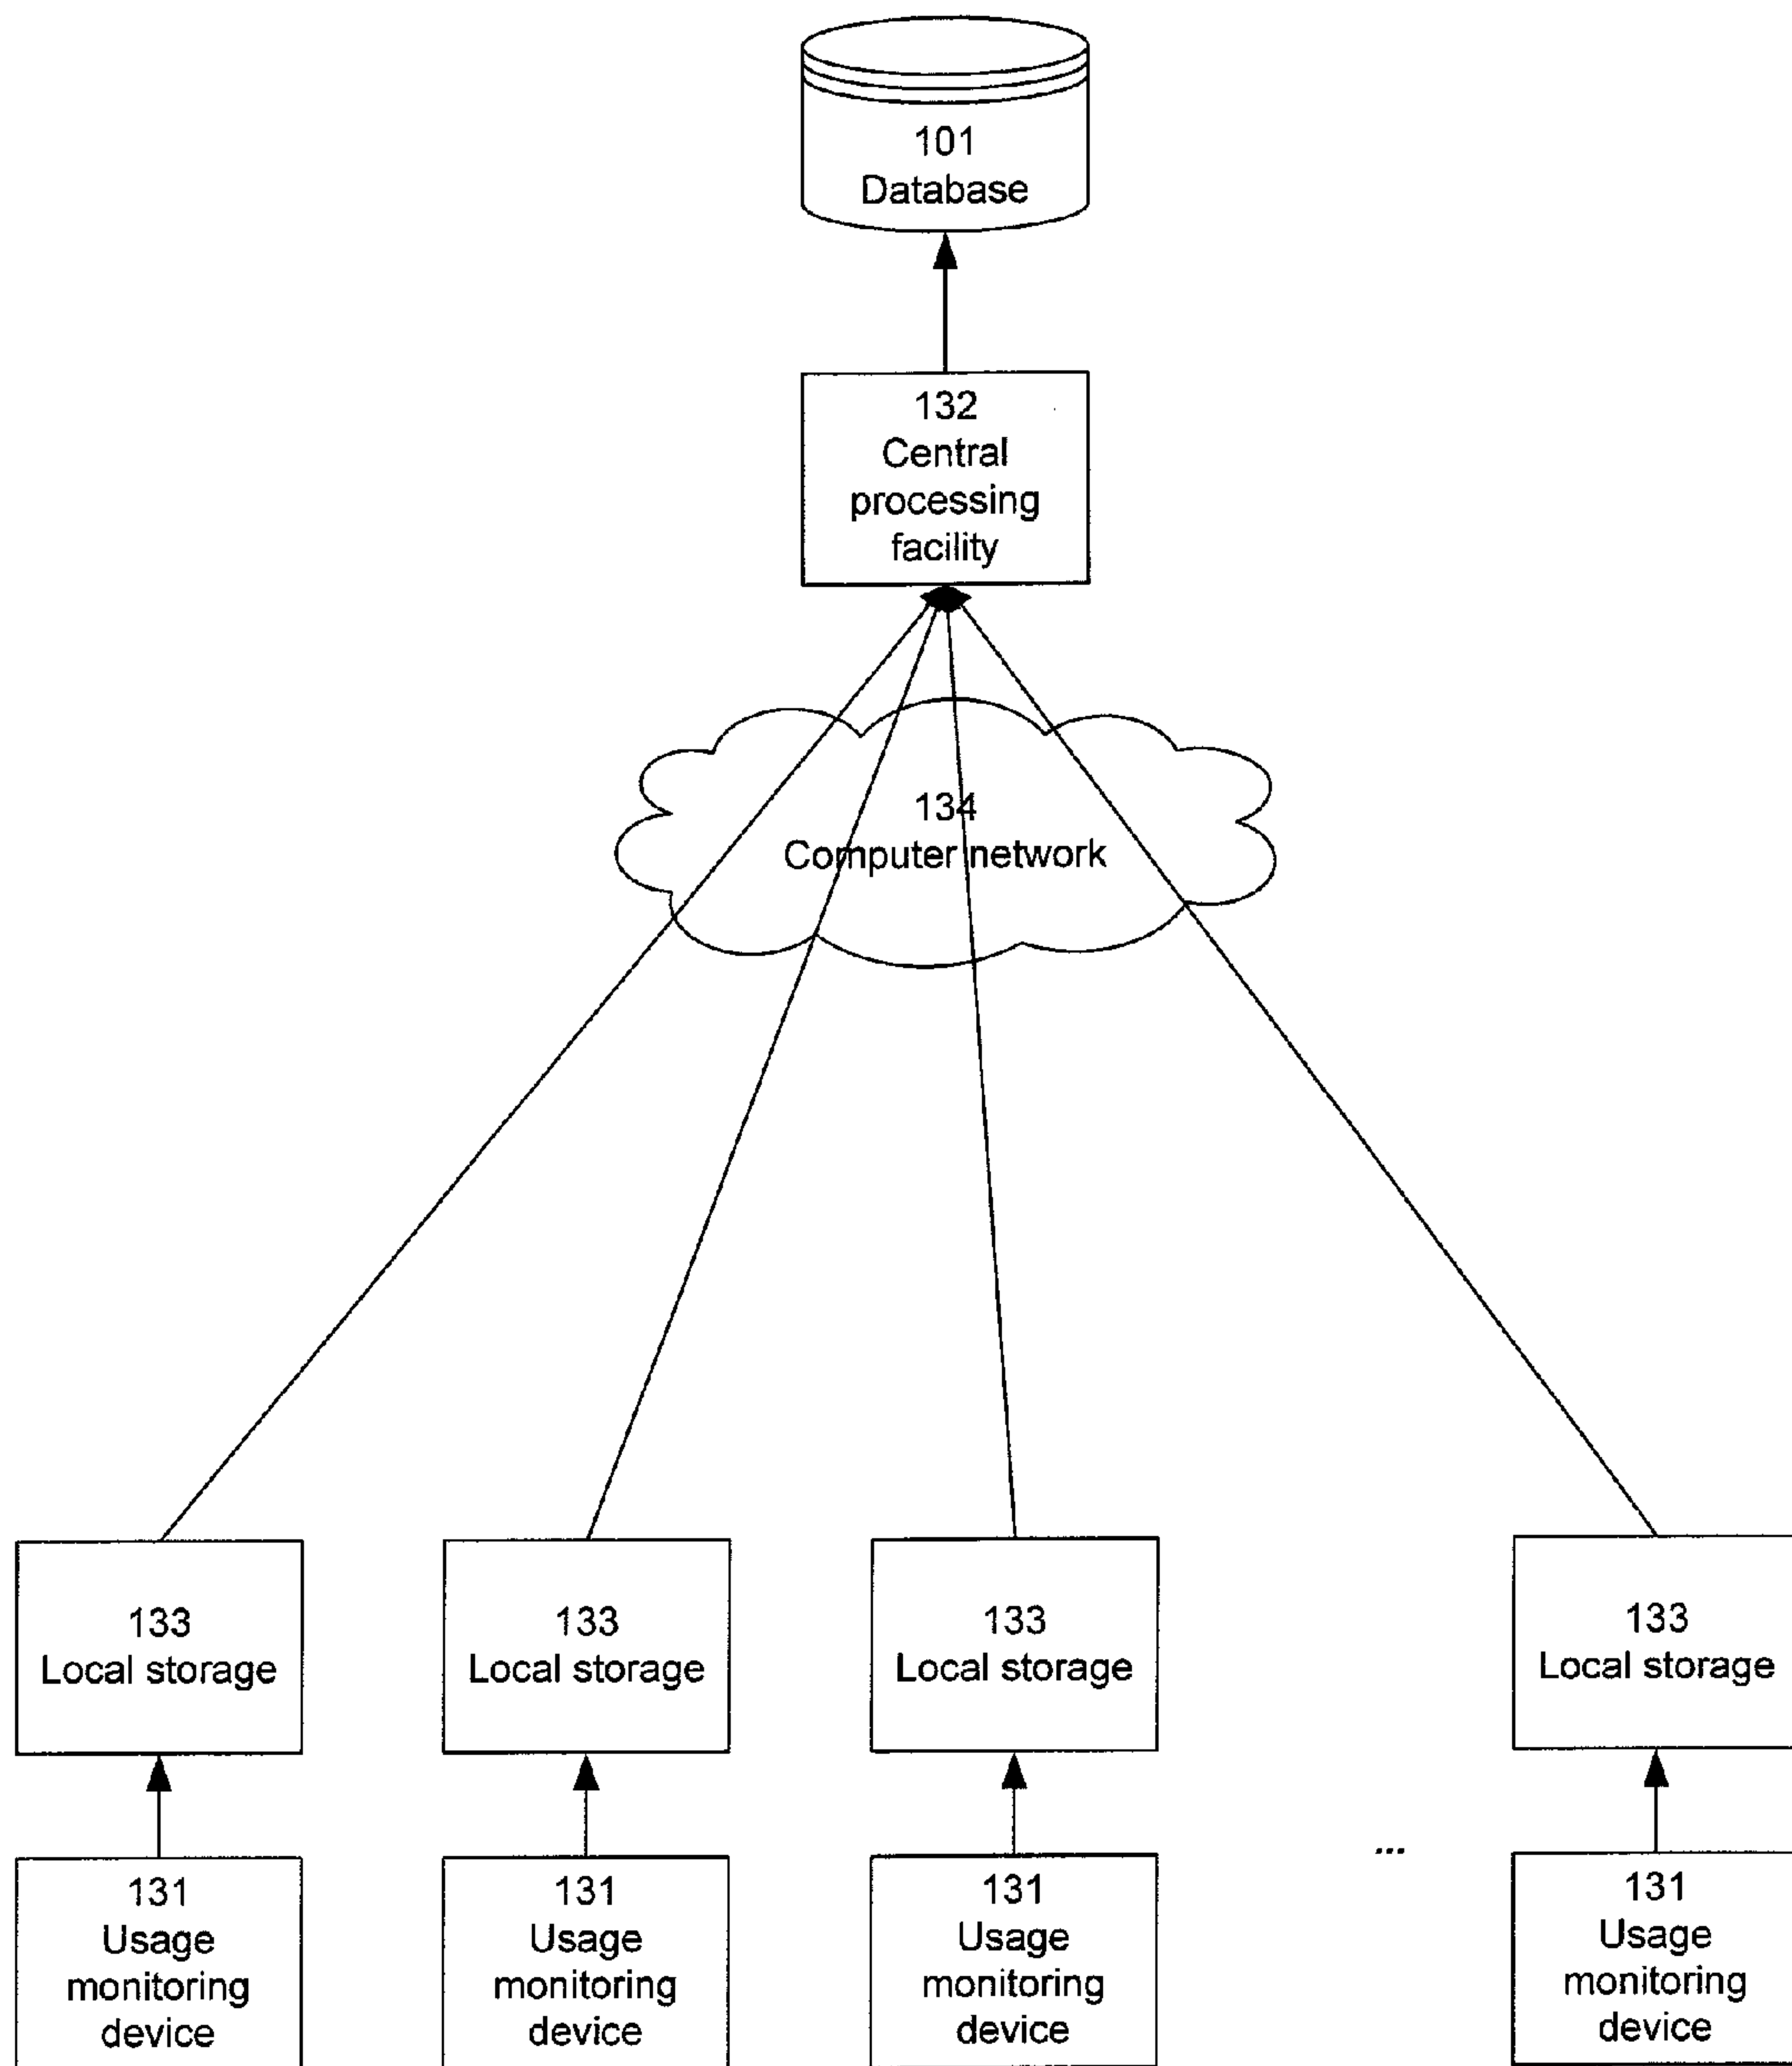 101
Database
132
Central
processing
facility
134
Computer network
133
Local storage
133
Local storage
133
Local storage
133
Local storage
...
131
Usage
monitoring
device
131
Usage
monitoring
device
131
Usage
monitoring
device
131
Usage
monitoring
device